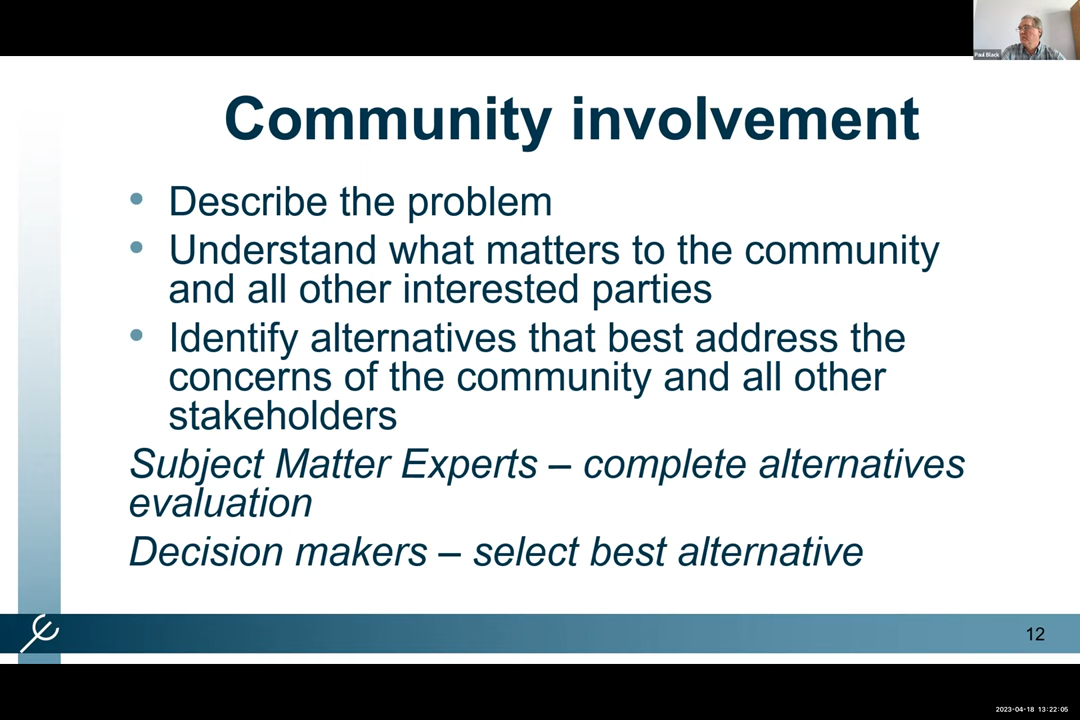 Paul Black
Community involvement
• Describe the problem
• Understand what matters to the community
and all other interested parties
• Identify alternatives that best address the
concerns of the community and all other
stakeholders
Subject Matter Experts – complete alternatives
evaluation
Decision makers – select best alternative
12
2023-04-18 13:22:05